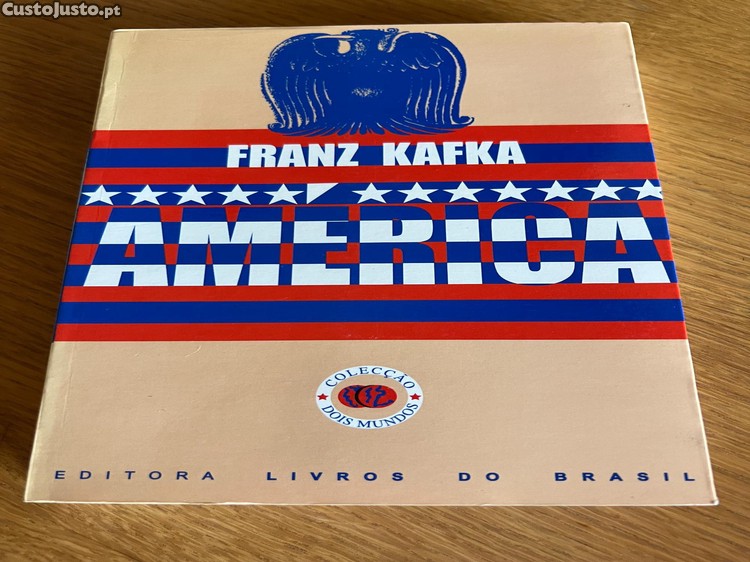 CustoJusto.pt
FRANZ KAFKA
AMÉRICA
COLECÇÃO
DOIS MUNDOS
EDITORA LIVROS DO BRASIL